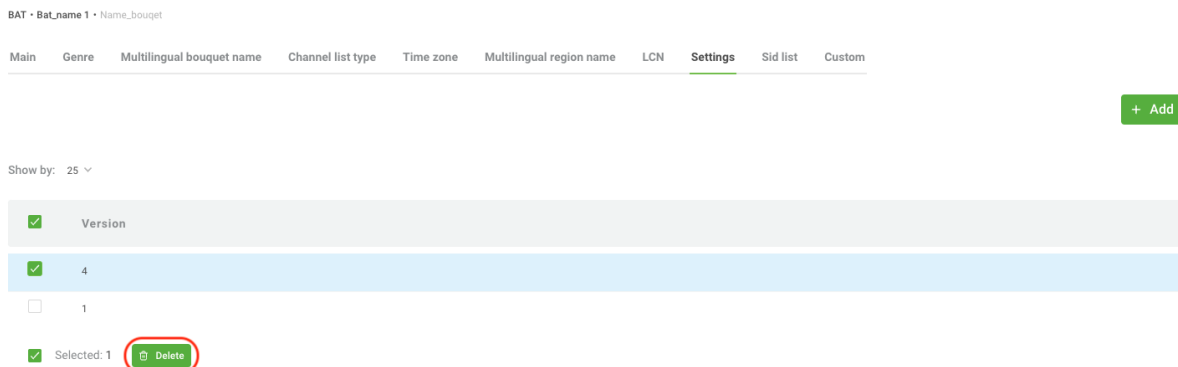 BAT • Bat_name 1 • Name_bouqet
Main Genre Multilingual bouquet name Channel list type Time zone Multilingual region name LCN Settings Sid list Custom
+ Add
Show by: 25
Version
4
1
Selected: 1 Delete